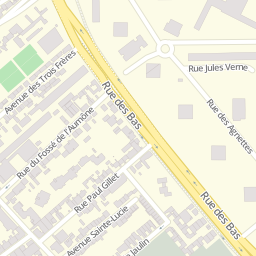 Rue Jules Verne
Avenue des Trois Frères
Rue des Bas
Rue des Agnettes
Rue du Fossé de l'Aumône
Rue Paul Gillet
Rue des Bas
Avenue Sainte-Lucie
Jaulin